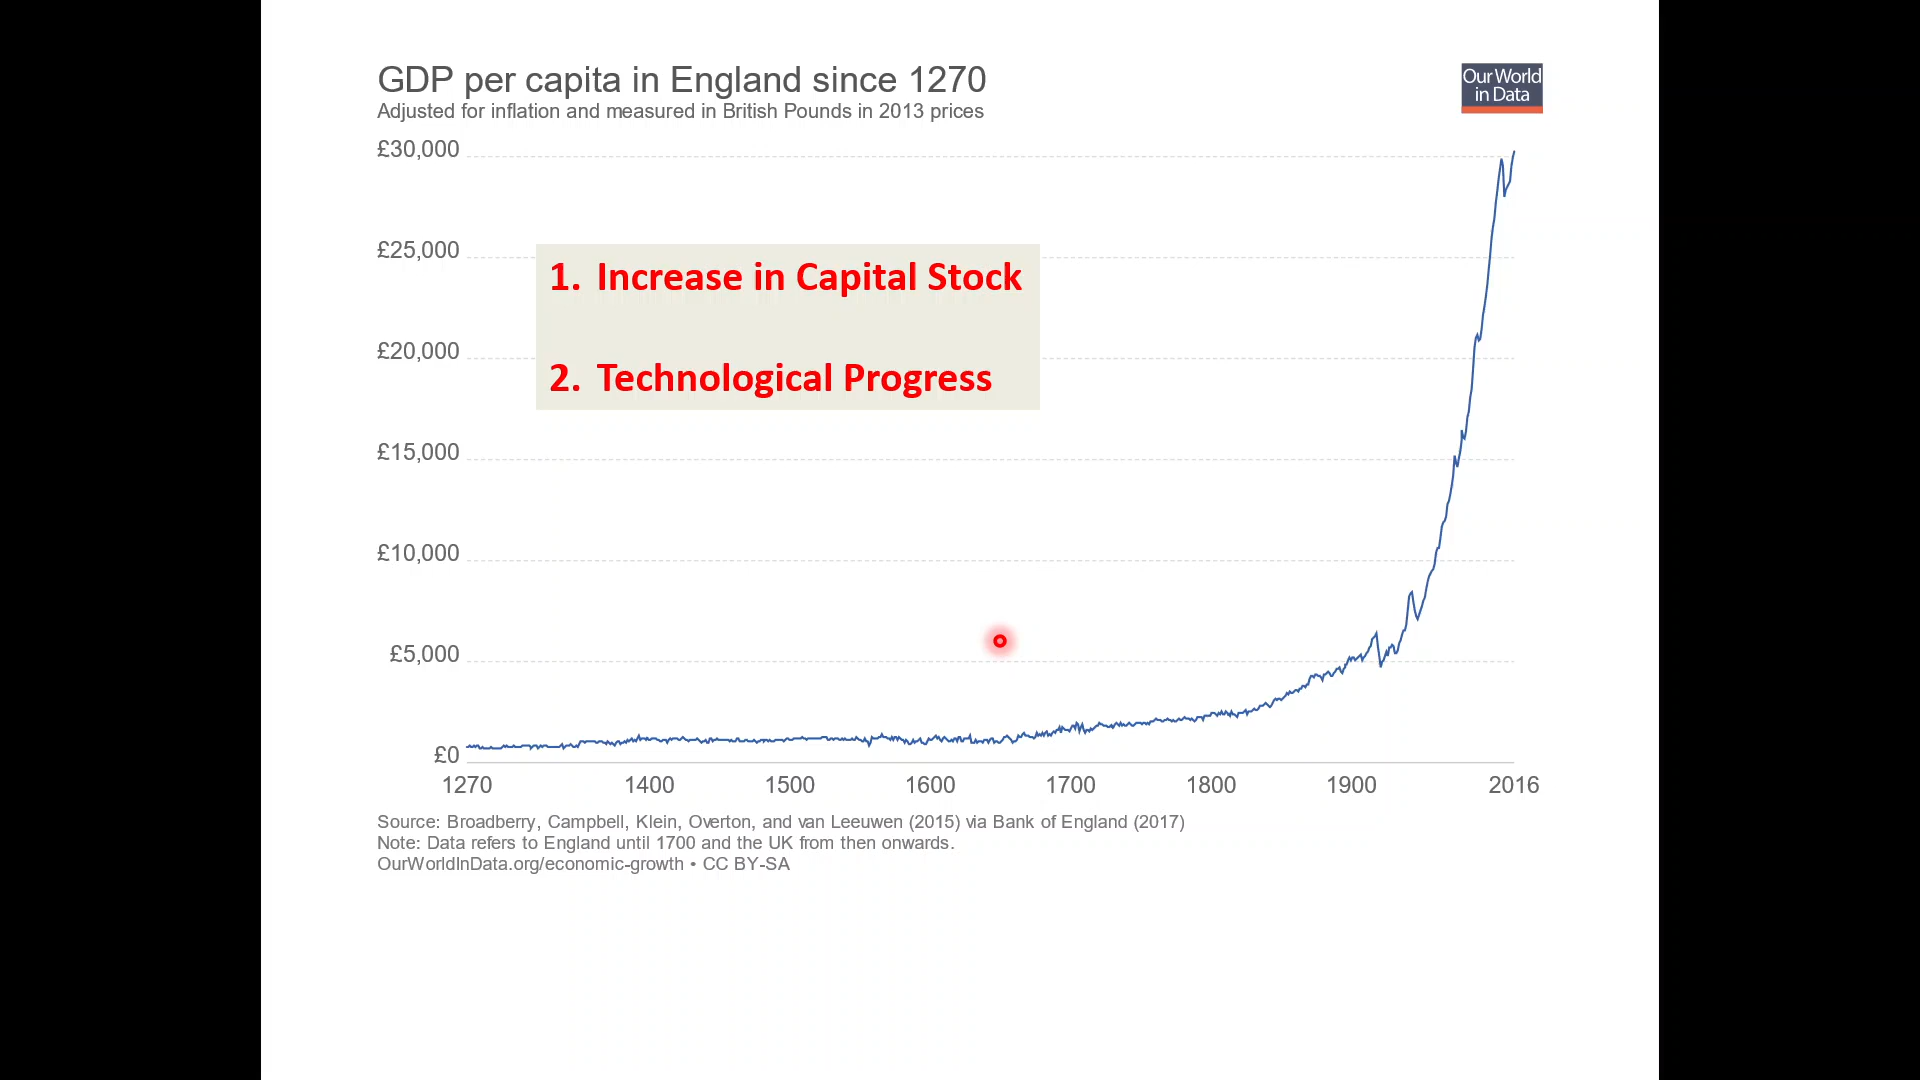 GDP per capita in England since 1270
Adjusted for inflation and measured in British Pounds in 2013 prices
Our World
in Data
£30,000
£25,000
1. Increase in Capital Stock
£20,000
2. Technological Progress
£15,000
£10,000
£5,000
£0
1270 1400 1500 1600 1700 1800 1900 2016
Source: Broadberry, Campbell, Klein, Overton, and van Leeuwen (2015) via Bank of England (2017)
Note: Data refers to England until 1700 and the UK from then onwards.
OurWorldInData.org/economic-growth • CC BY-SA